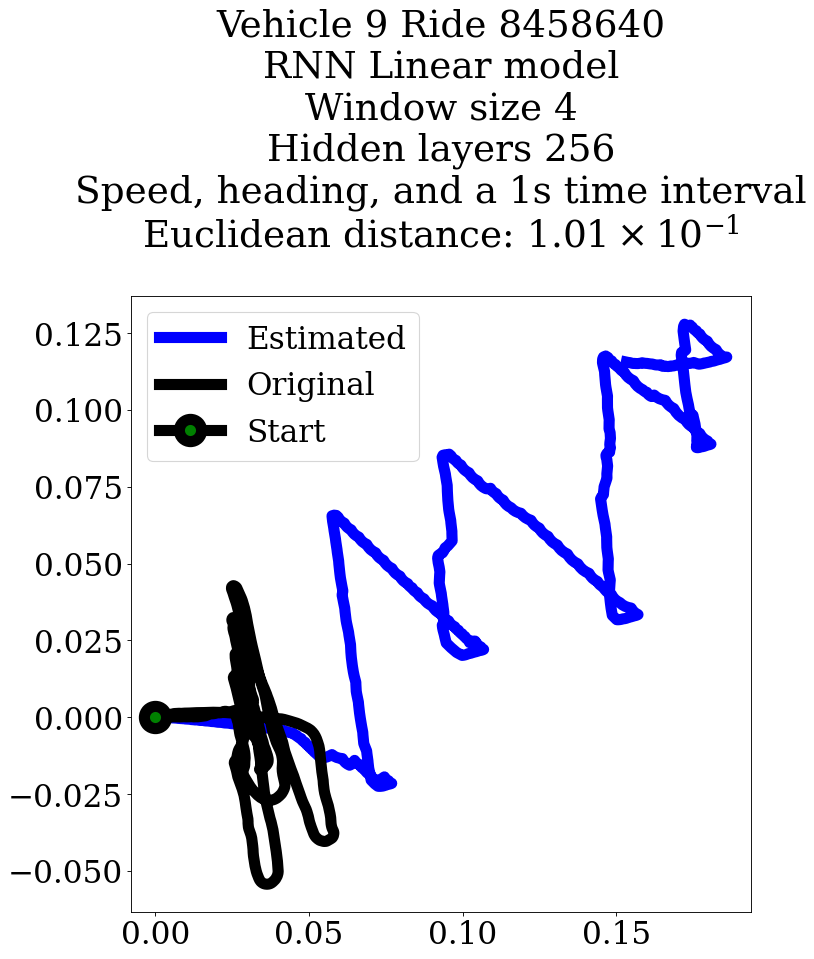 Vehicle 9 Ride 8458640
RNN Linear model
Window size 4
Hidden layers 256
Speed, heading, and a 1s time interval
Euclidean distance: 1.01 × 10⁻¹
Estimated
Original
Start
0.125
0.100
0.075
0.050
0.025
0.000
−0.025
−0.050
0.00 0.05 0.10 0.15